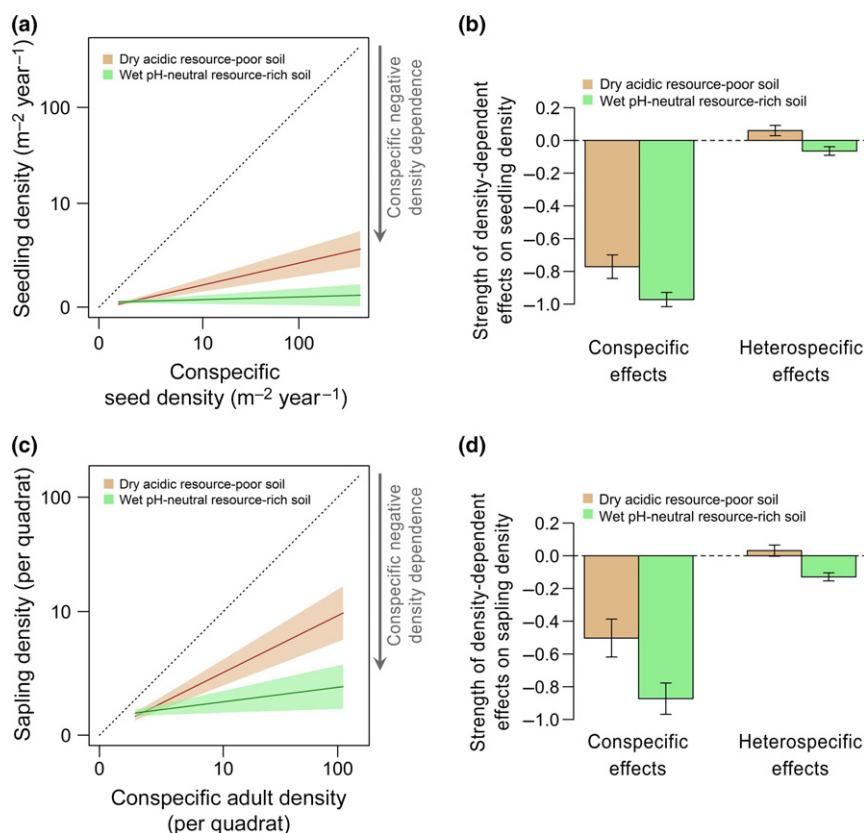 (a)
Dry acidic resource-poor soil
Wet pH-neutral resource-rich soil
100
10
0
Seedling density (m⁻² year⁻¹)
0
10
100
Conspecific
seed density (m⁻² year⁻¹)
Conspecific negative
density dependence
(b)
Dry acidic resource-poor soil
Wet pH-neutral resource-rich soil
0.2
0.0
−0.2
−0.4
−0.6
−0.8
−1.0
Strength of density-dependent
effects on seedling density
Conspecific
effects
Heterospecific
effects
(c)
Dry acidic resource-poor soil
Wet pH-neutral resource-rich soil
100
10
0
Sapling density (per quadrat)
0
10
100
Conspecific adult density
(per quadrat)
Conspecific negative
density dependence
(d)
Dry acidic resource-poor soil
Wet pH-neutral resource-rich soil
0.2
0.0
−0.2
−0.4
−0.6
−0.8
−1.0
Strength of density-dependent
effects on sapling density
Conspecific
effects
Heterospecific
effects